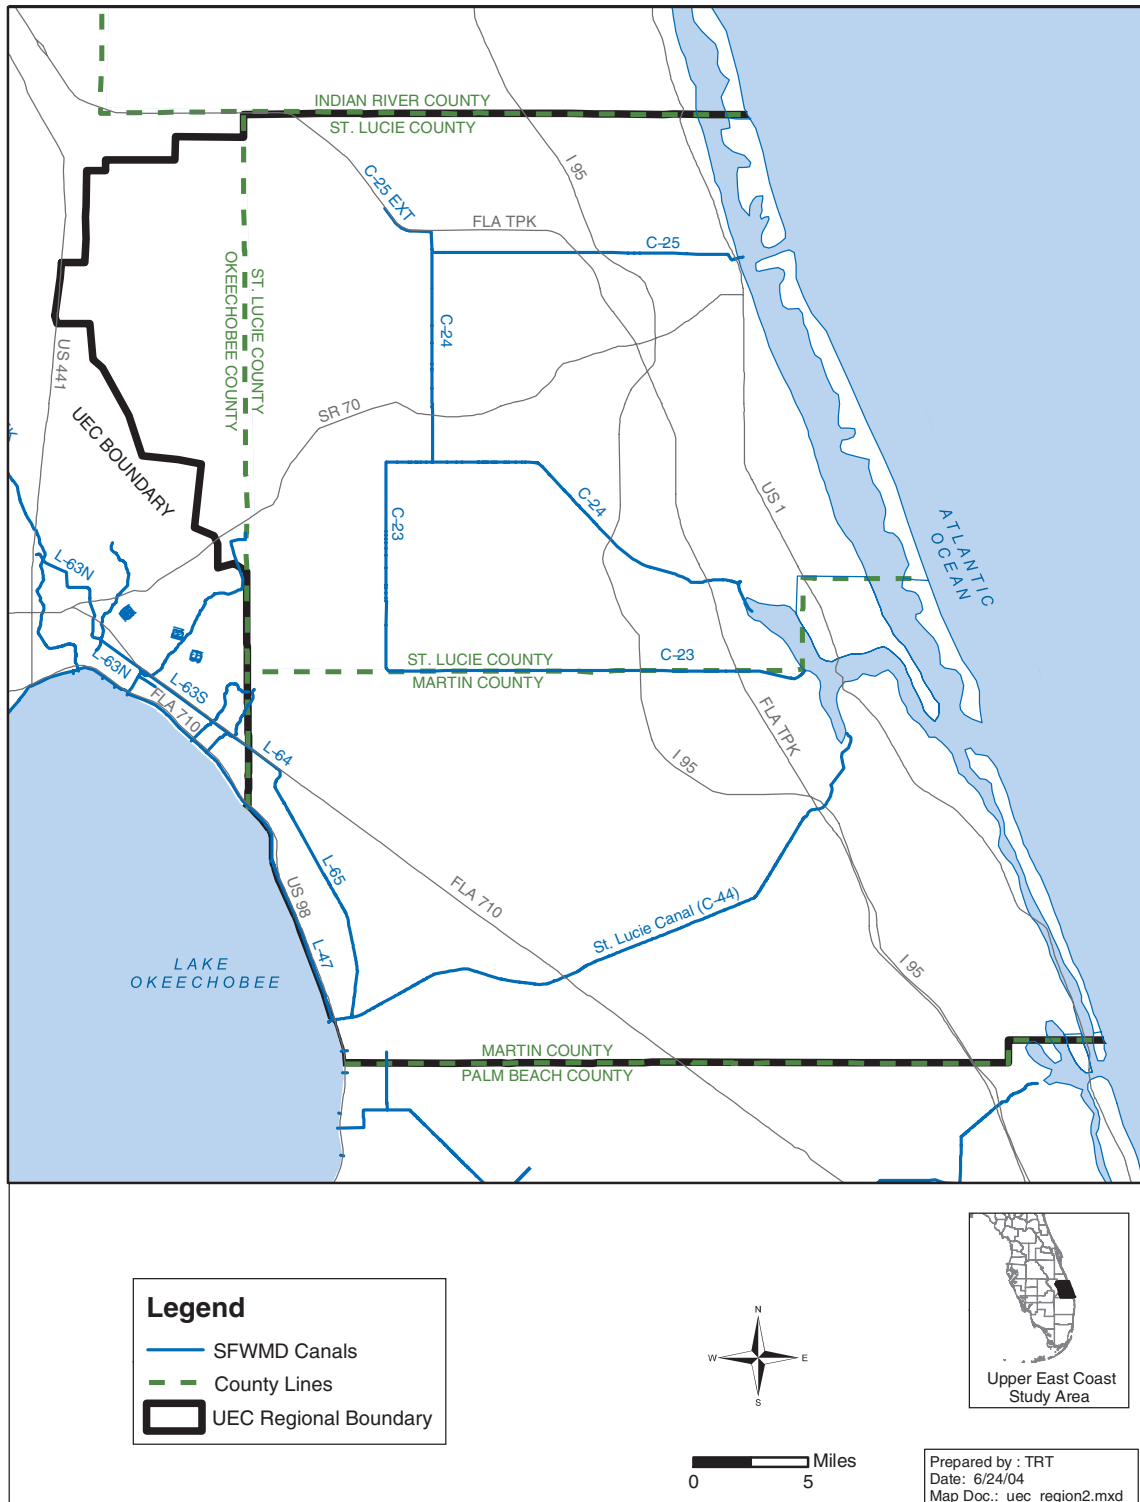 INDIAN RIVER COUNTY
ST. LUCIE COUNTY
I 95
C-25 EXT
FLA TPK
C-25
ST. LUCIE COUNTY
OKEECHOBEE COUNTY
C-24
US 441
SR 70
UEC BOUNDARY
US 1
C-24
C-23
ATLANTIC
OCEAN
L-63N
ST. LUCIE COUNTY
C-23
MARTIN COUNTY
L-63N
L-63S
FLA 710
FLA TPK
L-64
I 95
L-65
US 98
FLA 710
St. Lucie Canal (C-44)
L-47
I 95
LAKE
OKEECHOBEE
MARTIN COUNTY
PALM BEACH COUNTY
Legend
SFWMD Canals
County Lines
UEC Regional Boundary
N
W
E
S
Upper East Coast
Study Area
Miles
0 5
Prepared by : TRT
Date: 6/24/04
Map Doc.: uec_region2.mxd